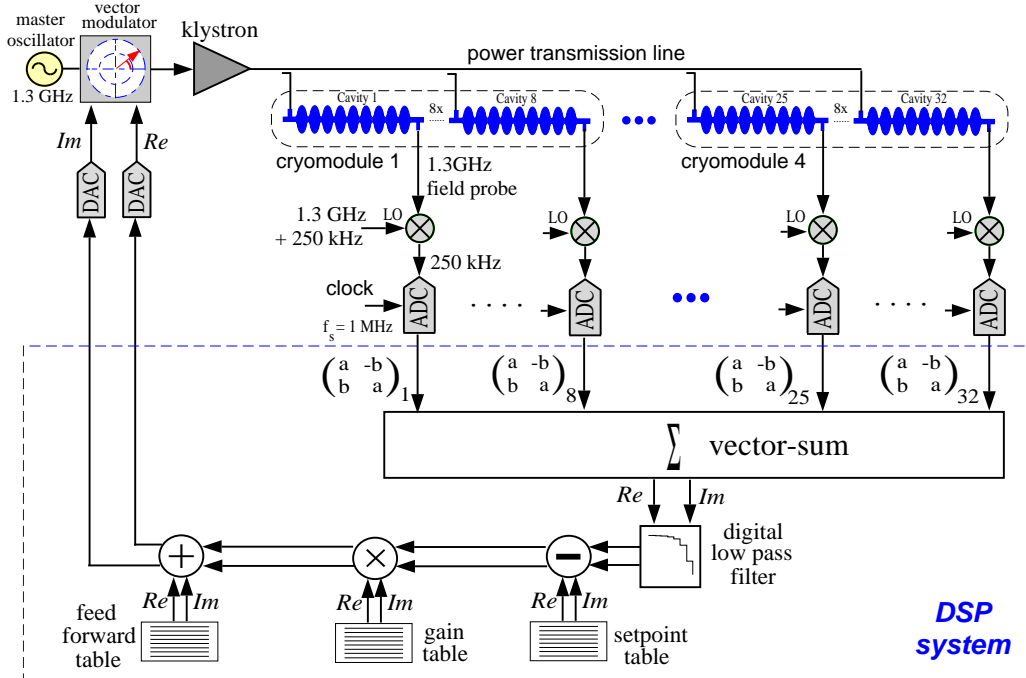 master
oscillator
vector
modulator
klystron
power transmission line
1.3 GHz
Cavity 1
8x
Cavity 8
Cavity 25
8x
Cavity 32
Im
Re
cryomodule 1
cryomodule 4
1.3GHz
field probe
DAC
DAC
LO
LO
LO
LO
1.3 GHz
+ 250 kHz
250 kHz
clock
f_s = 1 MHz
ADC
ADC
ADC
ADC
a -b
b a
1
a -b
b a
8
a -b
b a
25
a -b
b a
32
Σ vector-sum
Re
Im
digital
low pass
filter
Re
Im
Re
Im
Re
Im
feed
forward
table
gain
table
setpoint
table
DSP
system